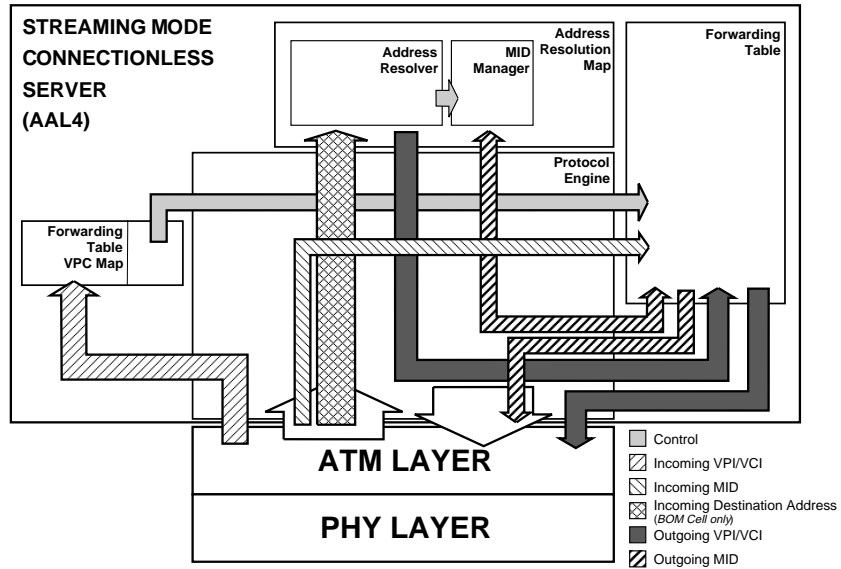 STREAMING MODE
CONNECTIONLESS
SERVER
(AAL4)
Address
Resolver
MID
Manager
Address
Resolution
Map
Forwarding
Table
Protocol
Engine
Forwarding
Table
VPC Map
ATM LAYER
PHY LAYER
Control
Incoming VPI/VCI
Incoming MID
Incoming Destination Address
(BOM Cell only)
Outgoing VPI/VCI
Outgoing MID